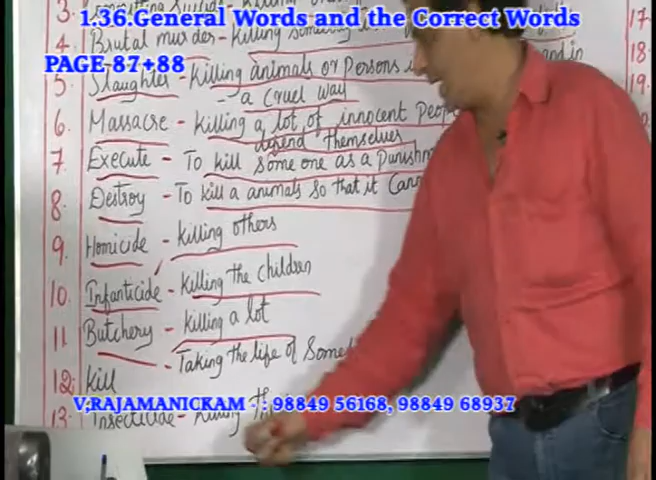 1.36.General Words and the Correct Words
3.
17
4. Brutal murder - killing
PAGE 87+88
18
5. Slaughter - Killing animals or Persons in
- a cruel way
19
6. Massacre - killing a lot of innocent people
defend themselves
7. Execute - To kill some one as a punishm
8. Destroy - To kill a animals so that it can
9. Homicide - killing others
10. Infanticide - killing the children
11. Butchery - killing a lot
12. kill - Taking the life of Some
V.RAJAMANICKAM : 98849 56168, 98849 68937
13. Insecticide - killing